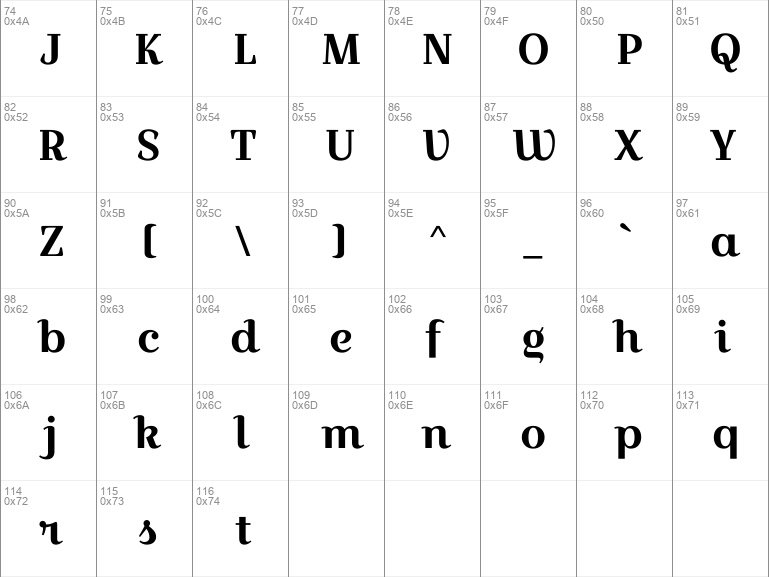 74 75 76 77 78 79 80 81
0x4A 0x4B 0x4C 0x4D 0x4E 0x4F 0x50 0x51
J K L M N O P Q
82 83 84 85 86 87 88 89
0x52 0x53 0x54 0x55 0x56 0x57 0x58 0x59
R S T U V W X Y
90 91 92 93 94 95 96 97
0x5A 0x5B 0x5C 0x5D 0x5E 0x5F 0x60 0x61
Z [ \ ] ^ _ ` a
98 99 100 101 102 103 104 105
0x62 0x63 0x64 0x65 0x66 0x67 0x68 0x69
b c d e f g h i
106 107 108 109 110 111 112 113
0x6A 0x6B 0x6C 0x6D 0x6E 0x6F 0x70 0x71
j k l m n o p q
114 115 116
0x72 0x73 0x74
r s t